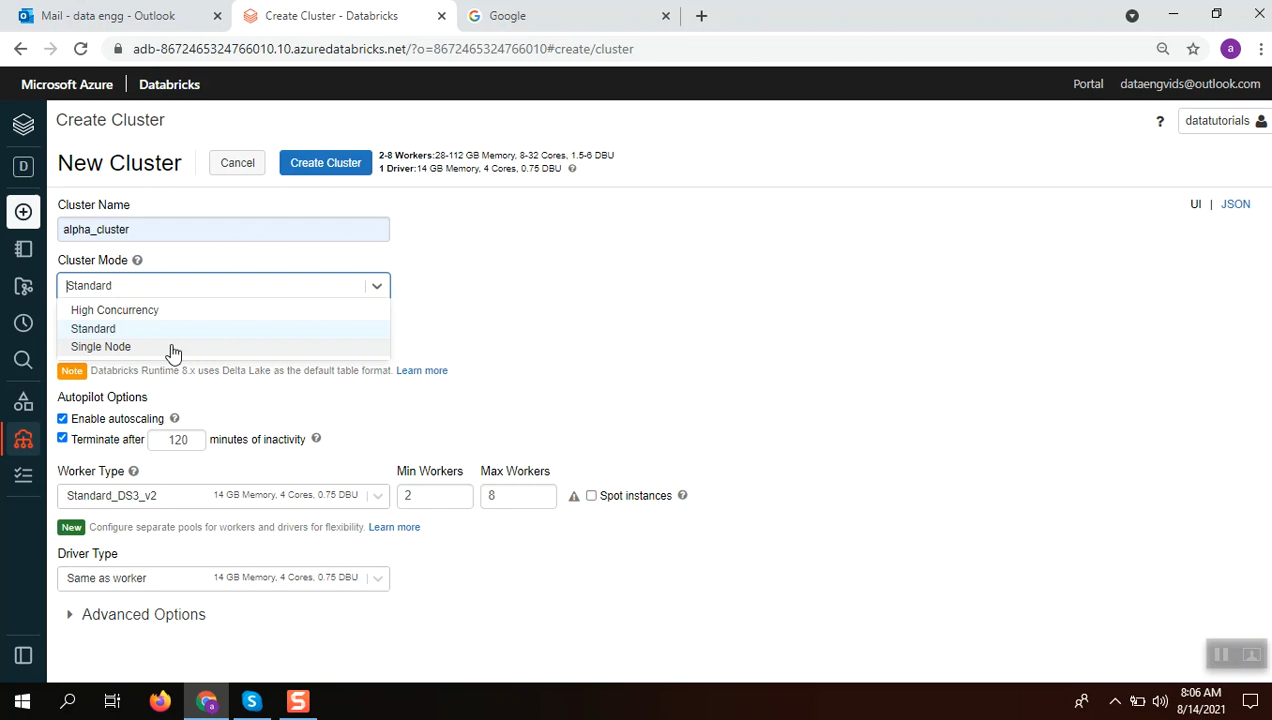 Mail - data engg - Outlook
Create Cluster - Databricks
Google
adb-8672465324766010.10.azuredatabricks.net/?o=8672465324766010#create/cluster
a
Microsoft Azure
Databricks
Portal
dataengvids@outlook.com
Create Cluster
?
datatutorials
D
New Cluster
Cancel
Create Cluster
2-8 Workers:28-112 GB Memory, 8-32 Cores, 1.5-6 DBU
1 Driver:14 GB Memory, 4 Cores, 0.75 DBU ?
Cluster Name
UI | JSON
alpha_cluster
Cluster Mode ?
Standard
High Concurrency
Standard
Single Node
Note Databricks Runtime 8.x uses Delta Lake as the default table format. Learn more
Autopilot Options
Enable autoscaling ?
Terminate after 120 minutes of inactivity ?
Worker Type ?
Min Workers
Max Workers
Standard_DS3_v2
14 GB Memory, 4 Cores, 0.75 DBU
2
8
Spot instances ?
New Configure separate pools for workers and drivers for flexibility. Learn more
Driver Type
Same as worker
14 GB Memory, 4 Cores, 0.75 DBU
Advanced Options
8:06 AM
8/14/2021